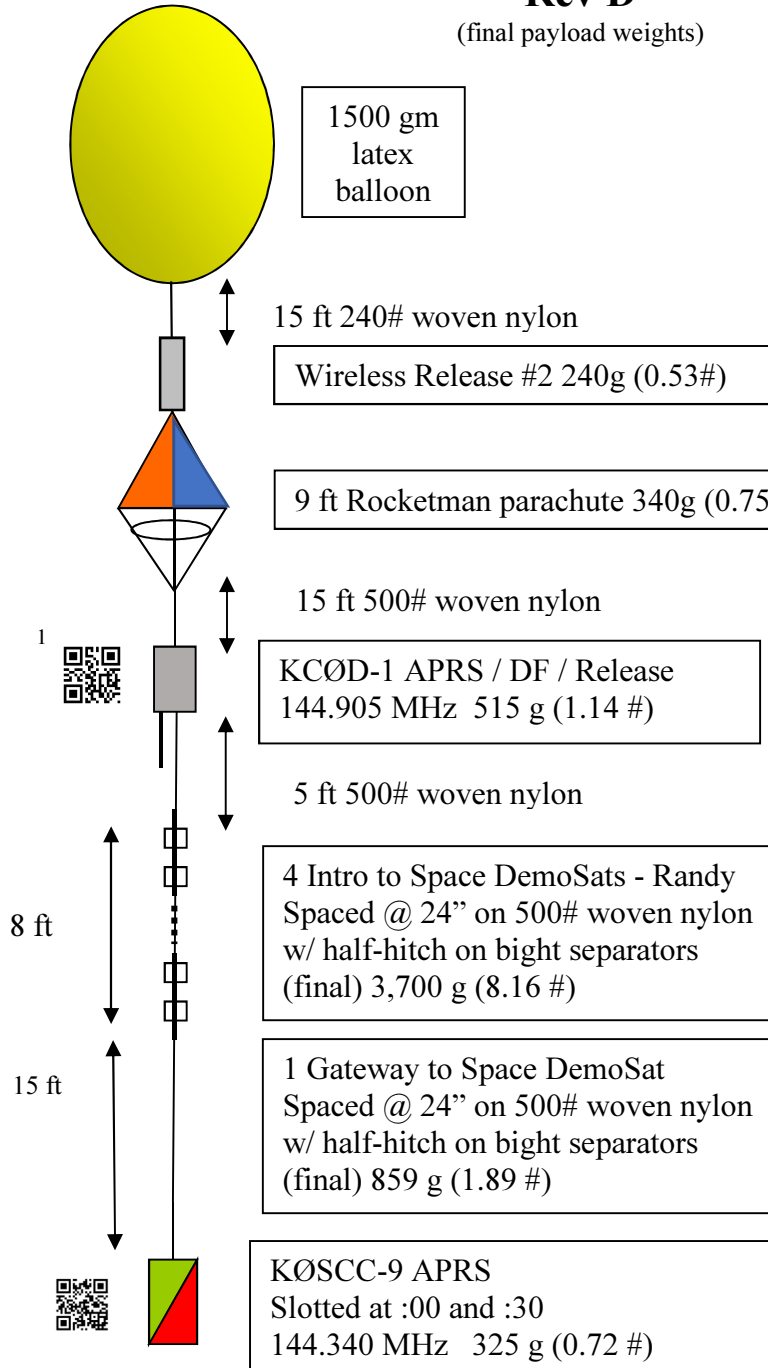 (final payload weights)
1500 gm
latex
balloon
15 ft 240# woven nylon
Wireless Release #2 240g (0.53#)
9 ft Rocketman parachute 340g (0.75
15 ft 500# woven nylon
1
KCØD-1 APRS / DF / Release
144.905 MHz 515 g (1.14 #)
5 ft 500# woven nylon
8 ft
4 Intro to Space DemoSats - Randy
Spaced @ 24” on 500# woven nylon
w/ half-hitch on bight separators
(final) 3,700 g (8.16 #)
15 ft
1 Gateway to Space DemoSat
Spaced @ 24” on 500# woven nylon
w/ half-hitch on bight separators
(final) 859 g (1.89 #)
KØSCC-9 APRS
Slotted at :00 and :30
144.340 MHz 325 g (0.72 #)